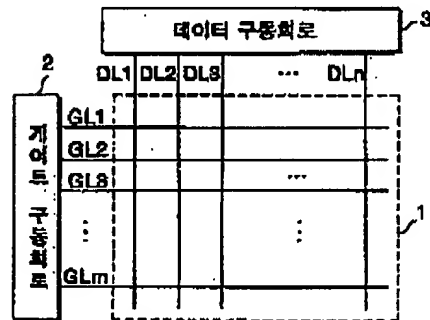 데이터 구동회로
3
2
DL1 DL2 DL3 ... DLn
게이트 구동회로
GL1
GL2
GL3
...
1
GLm